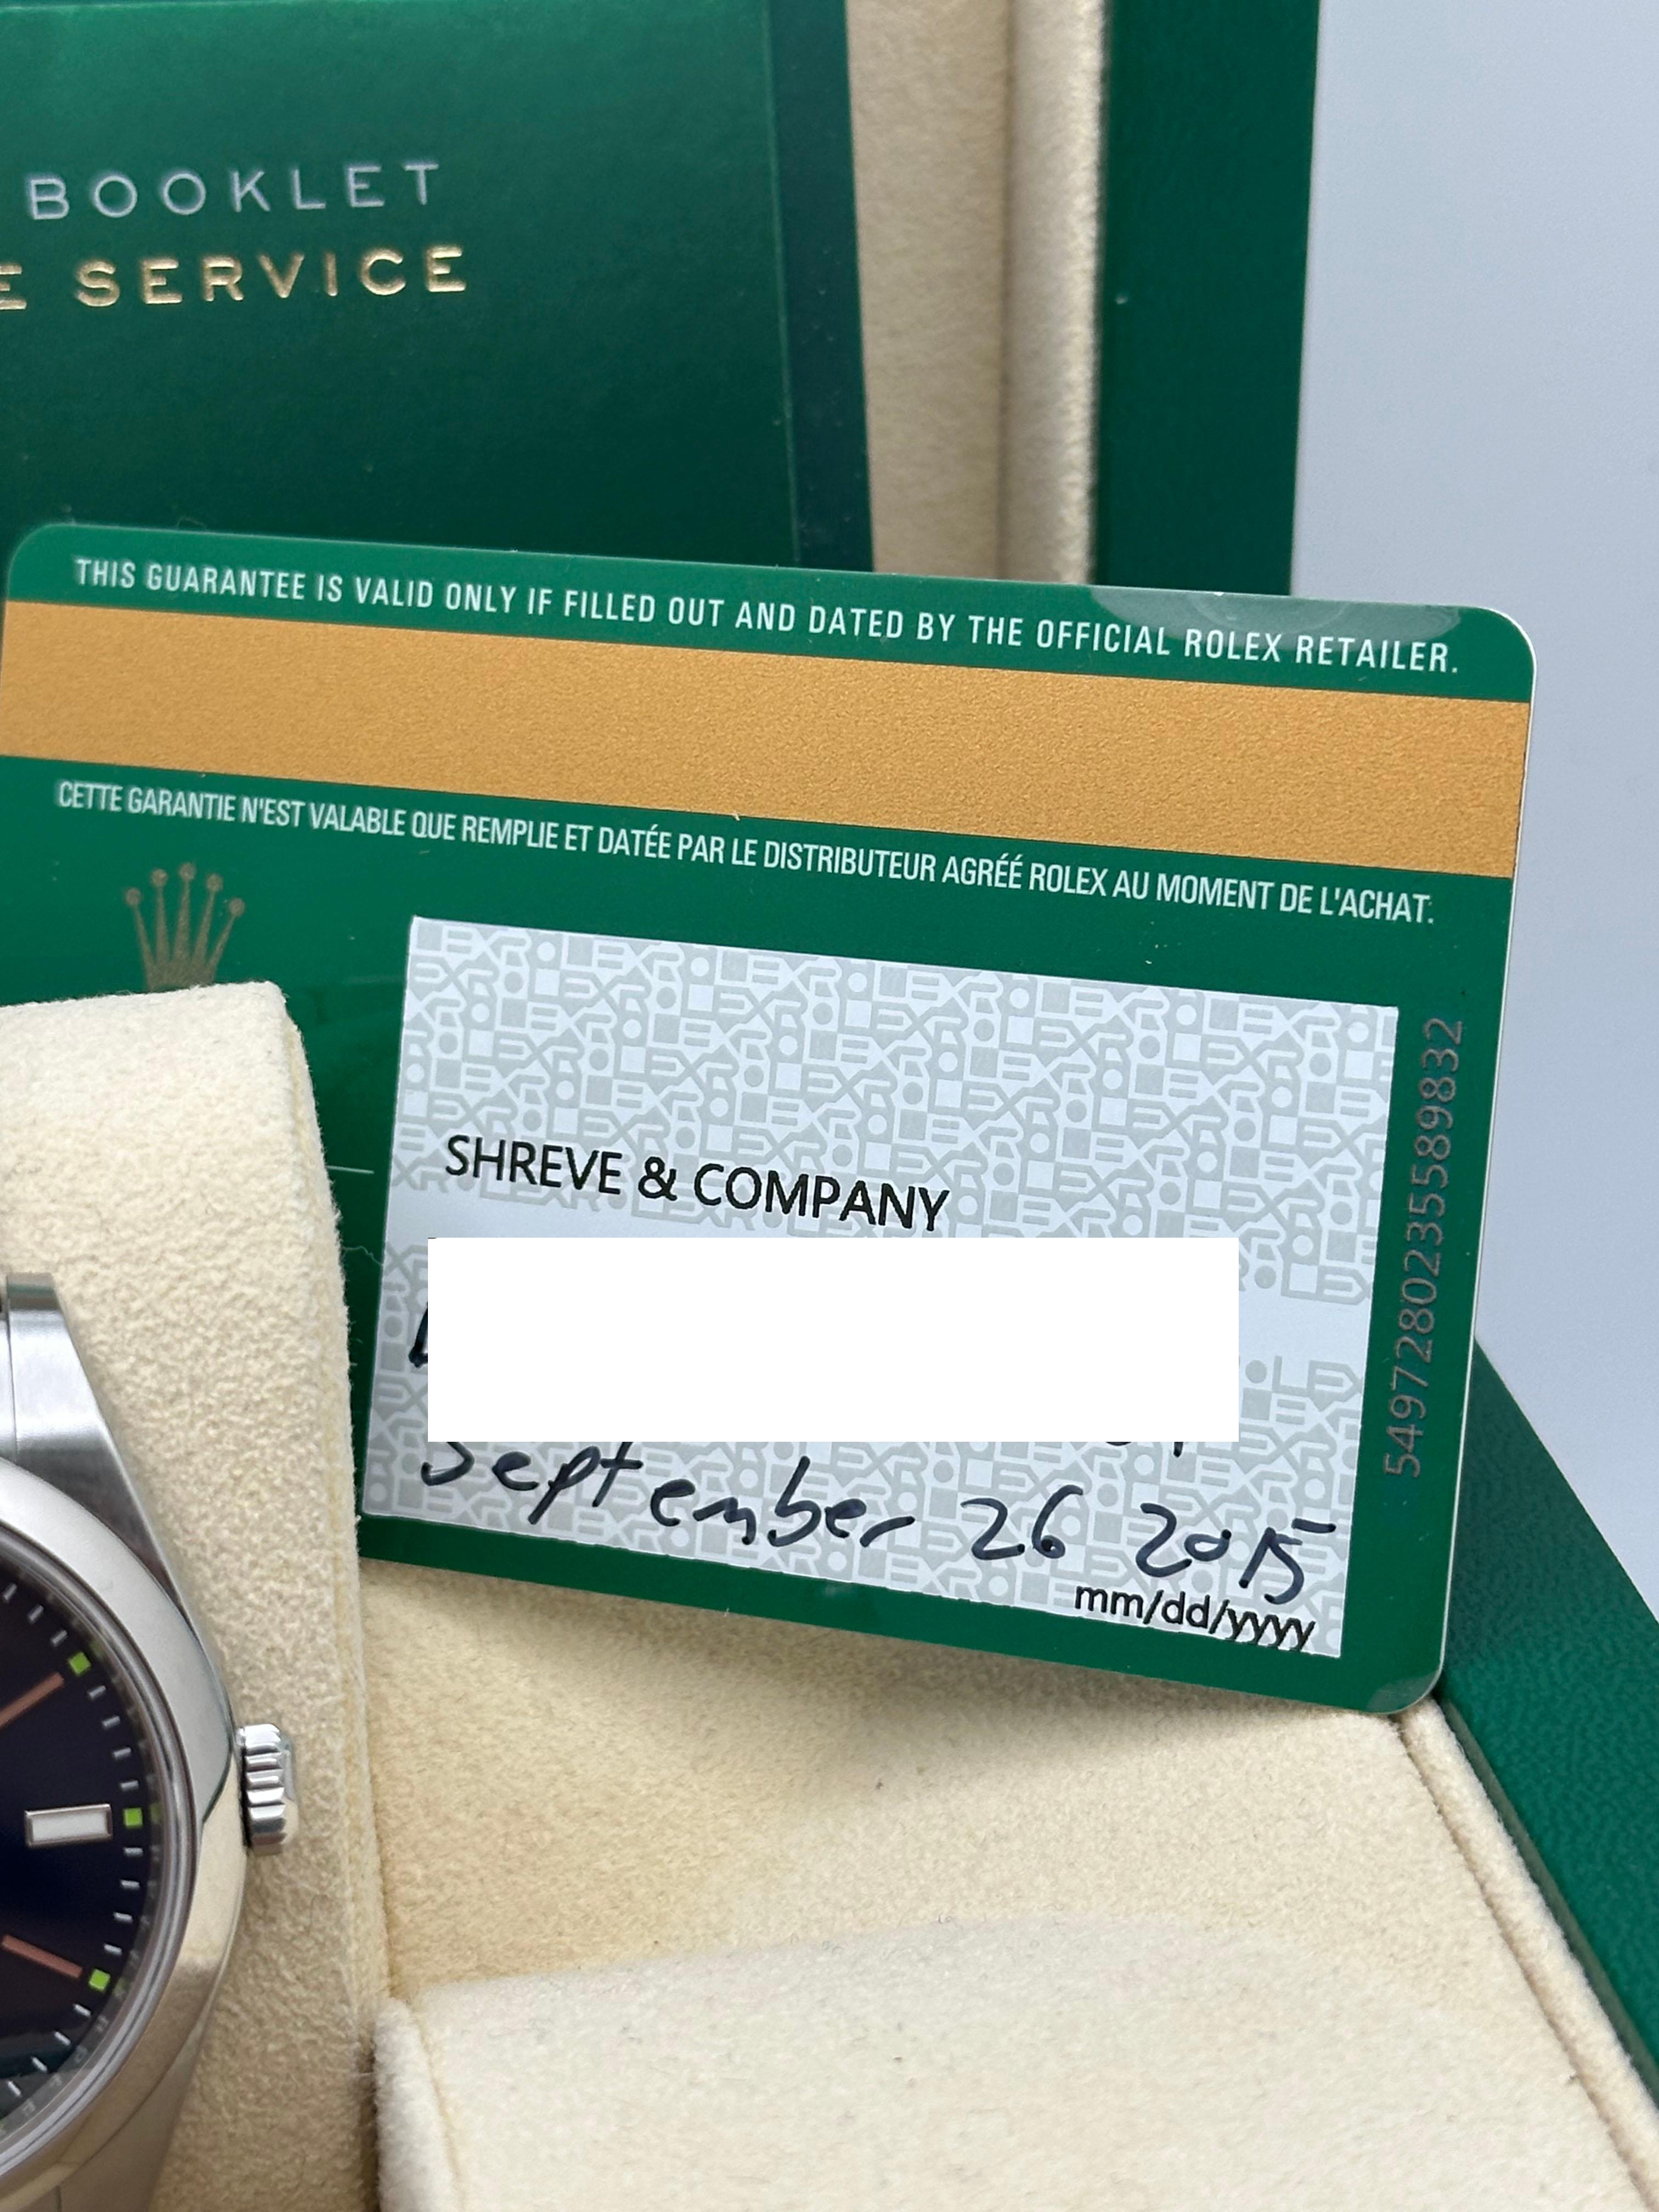 BOOKLET
SERVICE
THIS GUARANTEE IS VALID ONLY IF FILLED OUT AND DATED BY THE OFFICIAL ROLEX RETAILER.
CETTE GARANTIE N'EST VALABLE QUE REMPLIE ET DATÉE PAR LE DISTRIBUTEUR AGRÉÉ ROLEX AU MOMENT DE L'ACHAT.
SHREVE & COMPANY
September 26 2015
mm/dd/yyyy
5497280235589832